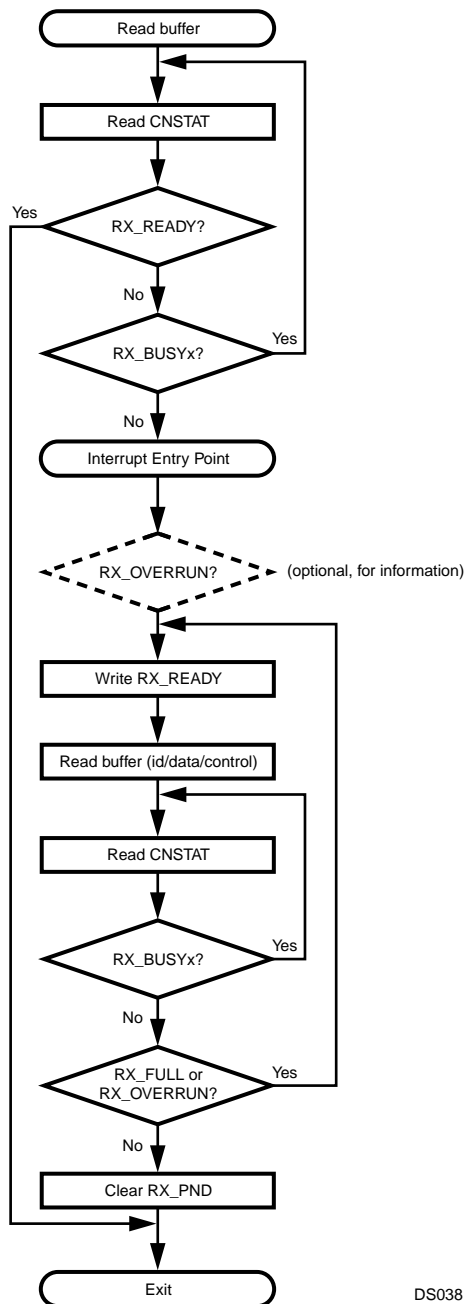 Read buffer
Read CNSTAT
Yes
RX_READY?
No
Yes
RX_BUSYx?
No
Interrupt Entry Point
RX_OVERRUN?
(optional, for information)
Write RX_READY
Read buffer (id/data/control)
Read CNSTAT
Yes
RX_BUSYx?
No
RX_FULL or
RX_OVERRUN?
Yes
No
Clear RX_PND
Exit
DS038